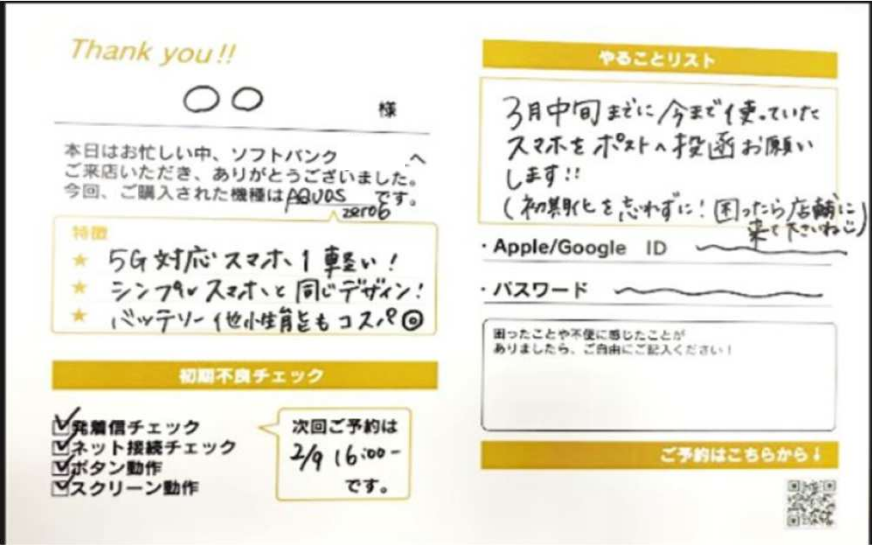 Thank you!!
〇〇 様
本日はお忙しい中、ソフトバンク へ
ご来店いただき、ありがとうございました。
今回、ご購入された機種はAQUOS です。
zero6
特徴
★ 5G対応スマホ1軽い!
★ シンプルスマホと同じデザイン!
★ バッテリー他性能もコスパ◎
初期不良チェック
発着信チェック
ネット接続チェック
ボタン動作
スクリーン動作
次回ご予約は
2/9 16:00-
です。
やることリスト
3月中旬までに今まで使っていた
スマホをポストへ投函お願い
します!!
(初期化を忘れずに!困ったら店舗に
来て下さいね)
・Apple/Google ID
・パスワード
困ったことや不便に感じたことが
ありましたら、ご自由にご記入ください!
ご予約はこちらから↓